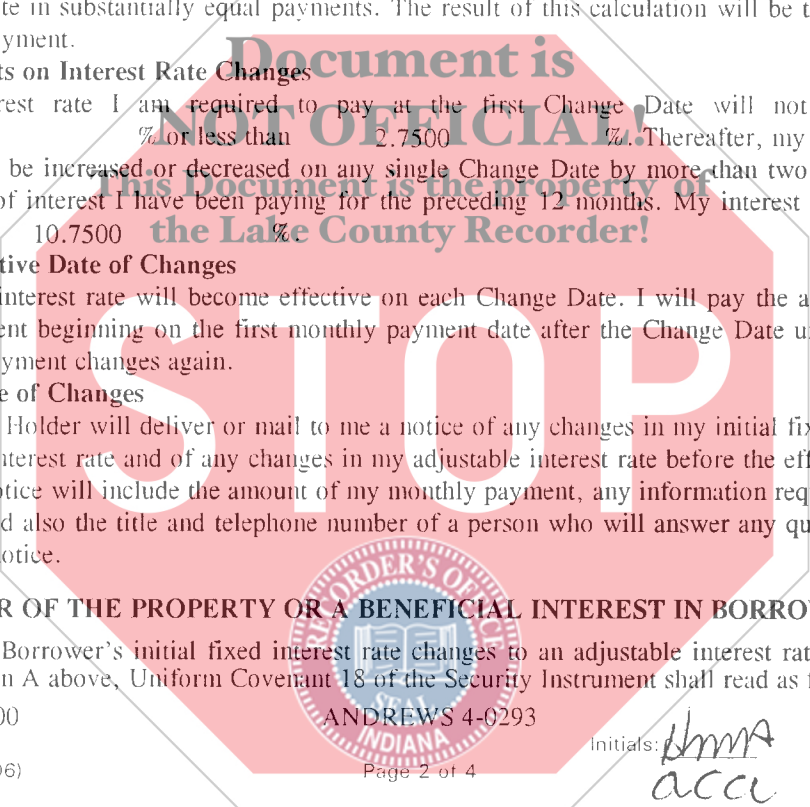 te in substantially equal payments. The result of this calculation will be t
yment.
Document is
ts on Interest Rate Changes
rest rate I am required to pay at the first Change Date will not
NOT OFFICIAL!
% or less than 2.7500 %. Thereafter, my
be increased or decreased on any single Change Date by more than two
This Document is the property of
of interest I have been paying for the preceding 12 months. My interest
10.7500 %.
the Lake County Recorder!
tive Date of Changes
interest rate will become effective on each Change Date. I will pay the a
ent beginning on the first monthly payment date after the Change Date u
yment changes again.
e of Changes
STOP
Holder will deliver or mail to me a notice of any changes in my initial fix
nterest rate and of any changes in my adjustable interest rate before the eff
otice will include the amount of my monthly payment, any information req
d also the title and telephone number of a person who will answer any qu
otice.
RECORDER'S OFFICE
R OF THE PROPERTY OR A BENEFICIAL INTEREST IN BORROW
Borrower's initial fixed interest rate changes to an adjustable interest rat
n A above, Uniform Covenant 18 of the Security Instrument shall read as f
SEAL
INDIANA
00 ANDREWS 4-0293
Initials:
96) Page 2 of 4